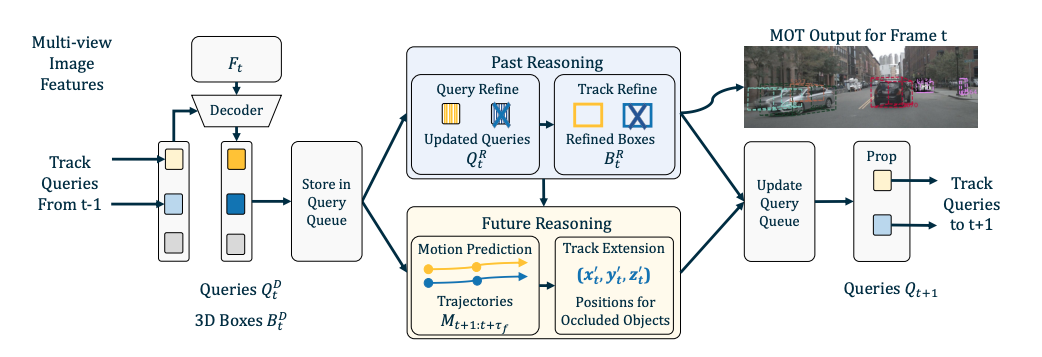 Multi-view
Image
Features
F_t
Decoder
Track
Queries
From t-1
Queries Q_t^D
3D Boxes B_t^D
Store in
Query
Queue
Past Reasoning
Query Refine
Updated Queries
Q_t^R
Track Refine
Refined Boxes
B_t^R
Future Reasoning
Motion Prediction
Trajectories
M_{t+1:t+τ_f}
Track Extension
(x'_t, y'_t, z'_t)
Positions for
Occluded Objects
MOT Output for Frame t
Update
Query
Queue
Prop
Track
Queries
to t+1
Queries Q_{t+1}